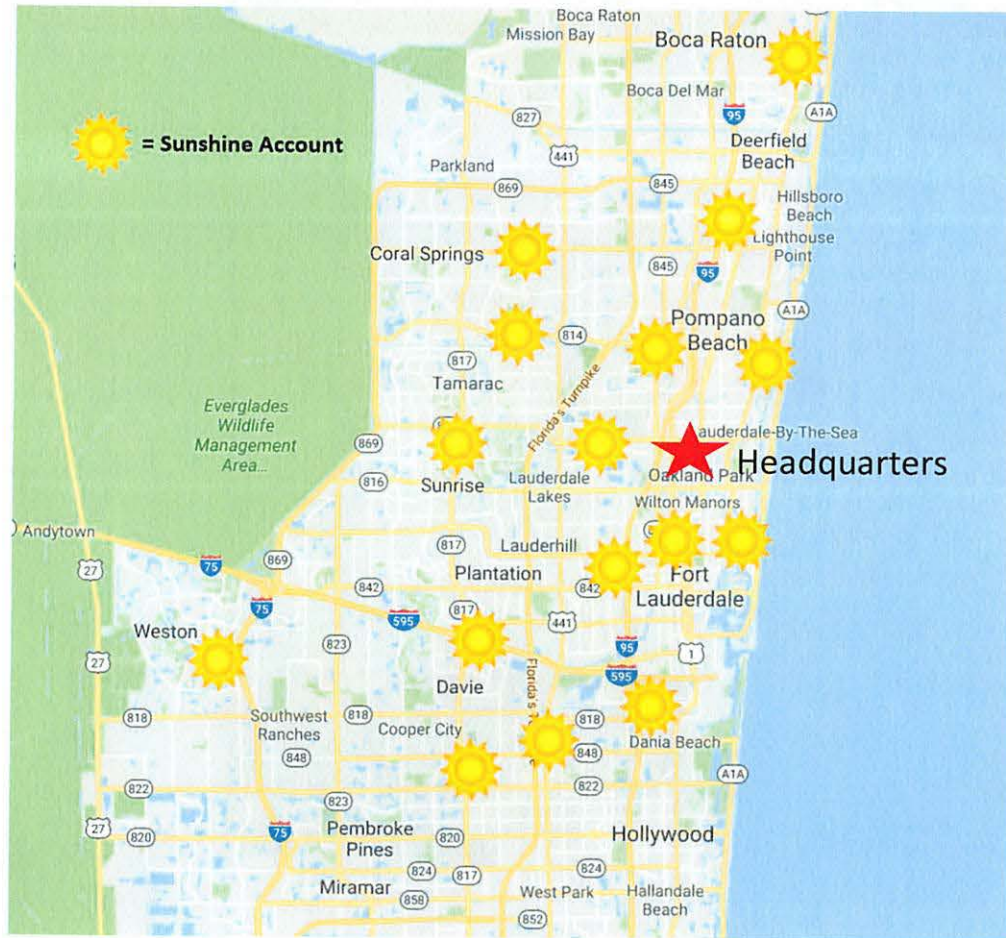 Boca Raton
Mission Bay
Boca Raton
Boca Del Mar
95
A1A
827
441
Deerfield
Beach
= Sunshine Account
Parkland
869
845
Hillsboro
Beach
Lighthouse
Point
Coral Springs
845
95
A1A
Pompano
Beach
814
817
Tamarac
Florida's Turnpike
Everglades
Wildlife
Management
Area...
869
auderdale-By-The-Sea
Headquarters
816
Sunrise
Lauderdale
Lakes
Oakland Park
Wilton Manors
Andytown
27
75
869
817
Lauderhill
Plantation
842
842
Fort
Lauderdale
75
595
817
441
Weston
823
95
1
27
595
Davie
Florida's T
818
Southwest
Ranches
818
Cooper City
818
Dania Beach
848
848
822
822
A1A
823
27
820
75
Pembroke
Pines
820
Hollywood
824
817
824
Miramar
858
West Park
Hallandale
Beach
852